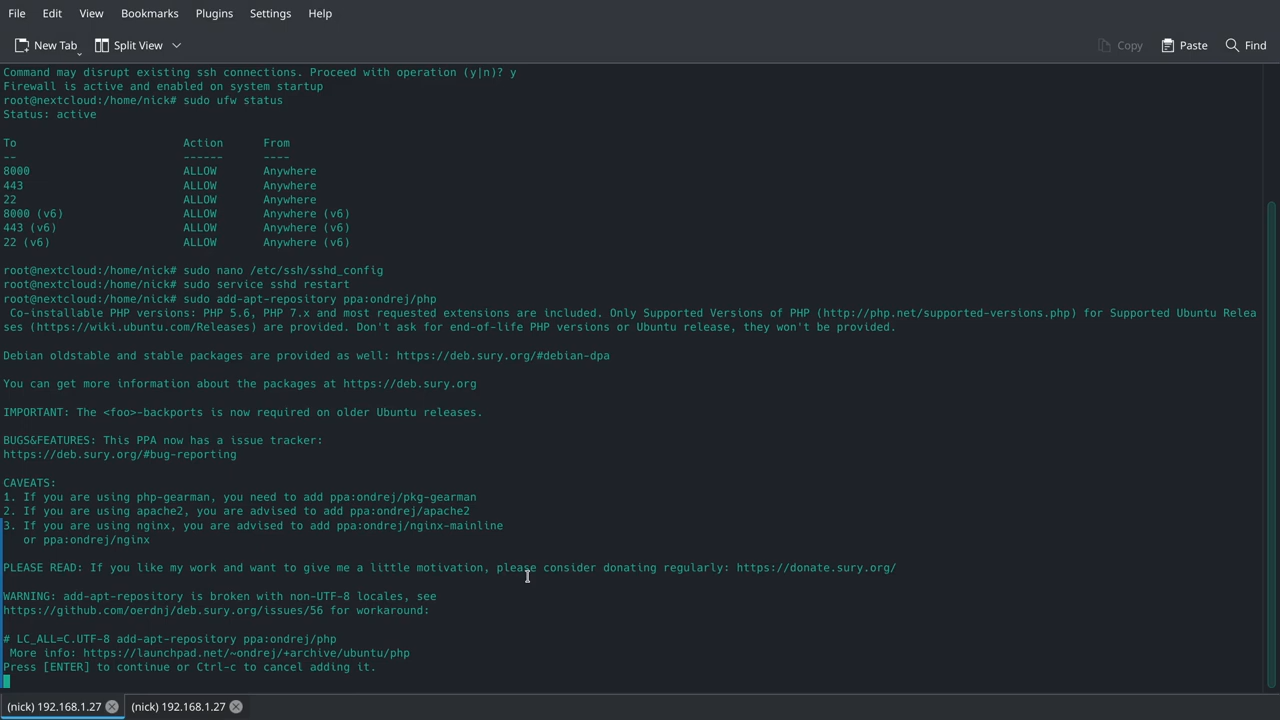 File Edit View Bookmarks Plugins Settings Help
New Tab Split View Copy Paste Find
Command may disrupt existing ssh connections. Proceed with operation (y|n)? y
Firewall is active and enabled on system startup
root@nextcloud:/home/nick# sudo ufw status
Status: active
To Action From
-- ------ ----
8000 ALLOW Anywhere
443 ALLOW Anywhere
22 ALLOW Anywhere
8000 (v6) ALLOW Anywhere (v6)
443 (v6) ALLOW Anywhere (v6)
22 (v6) ALLOW Anywhere (v6)
root@nextcloud:/home/nick# sudo nano /etc/ssh/sshd_config
root@nextcloud:/home/nick# sudo service sshd restart
root@nextcloud:/home/nick# sudo add-apt-repository ppa:ondrej/php
Co-installable PHP versions: PHP 5.6, PHP 7.x and most requested extensions are included. Only Supported Versions of PHP (http://php.net/supported-versions.php) for Supported Ubuntu Relea
ses (https://wiki.ubuntu.com/Releases) are provided. Don't ask for end-of-life PHP versions or Ubuntu release, they won't be provided.
Debian oldstable and stable packages are provided as well: https://deb.sury.org/#debian-dpa
You can get more information about the packages at https://deb.sury.org
IMPORTANT: The <foo>-backports is now required on older Ubuntu releases.
BUGS&FEATURES: This PPA now has a issue tracker:
https://deb.sury.org/#bug-reporting
CAVEATS:
1. If you are using php-gearman, you need to add ppa:ondrej/pkg-gearman
2. If you are using apache2, you are advised to add ppa:ondrej/apache2
3. If you are using nginx, you are advised to add ppa:ondrej/nginx-mainline
or ppa:ondrej/nginx
PLEASE READ: If you like my work and want to give me a little motivation, please consider donating regularly: https://donate.sury.org/
WARNING: add-apt-repository is broken with non-UTF-8 locales, see
https://github.com/oerdnj/deb.sury.org/issues/56 for workaround:
# LC_ALL=C.UTF-8 add-apt-repository ppa:ondrej/php
More info: https://launchpad.net/~ondrej/+archive/ubuntu/php
Press [ENTER] to continue or Ctrl-c to cancel adding it.
(nick) 192.168.1.27 (nick) 192.168.1.27